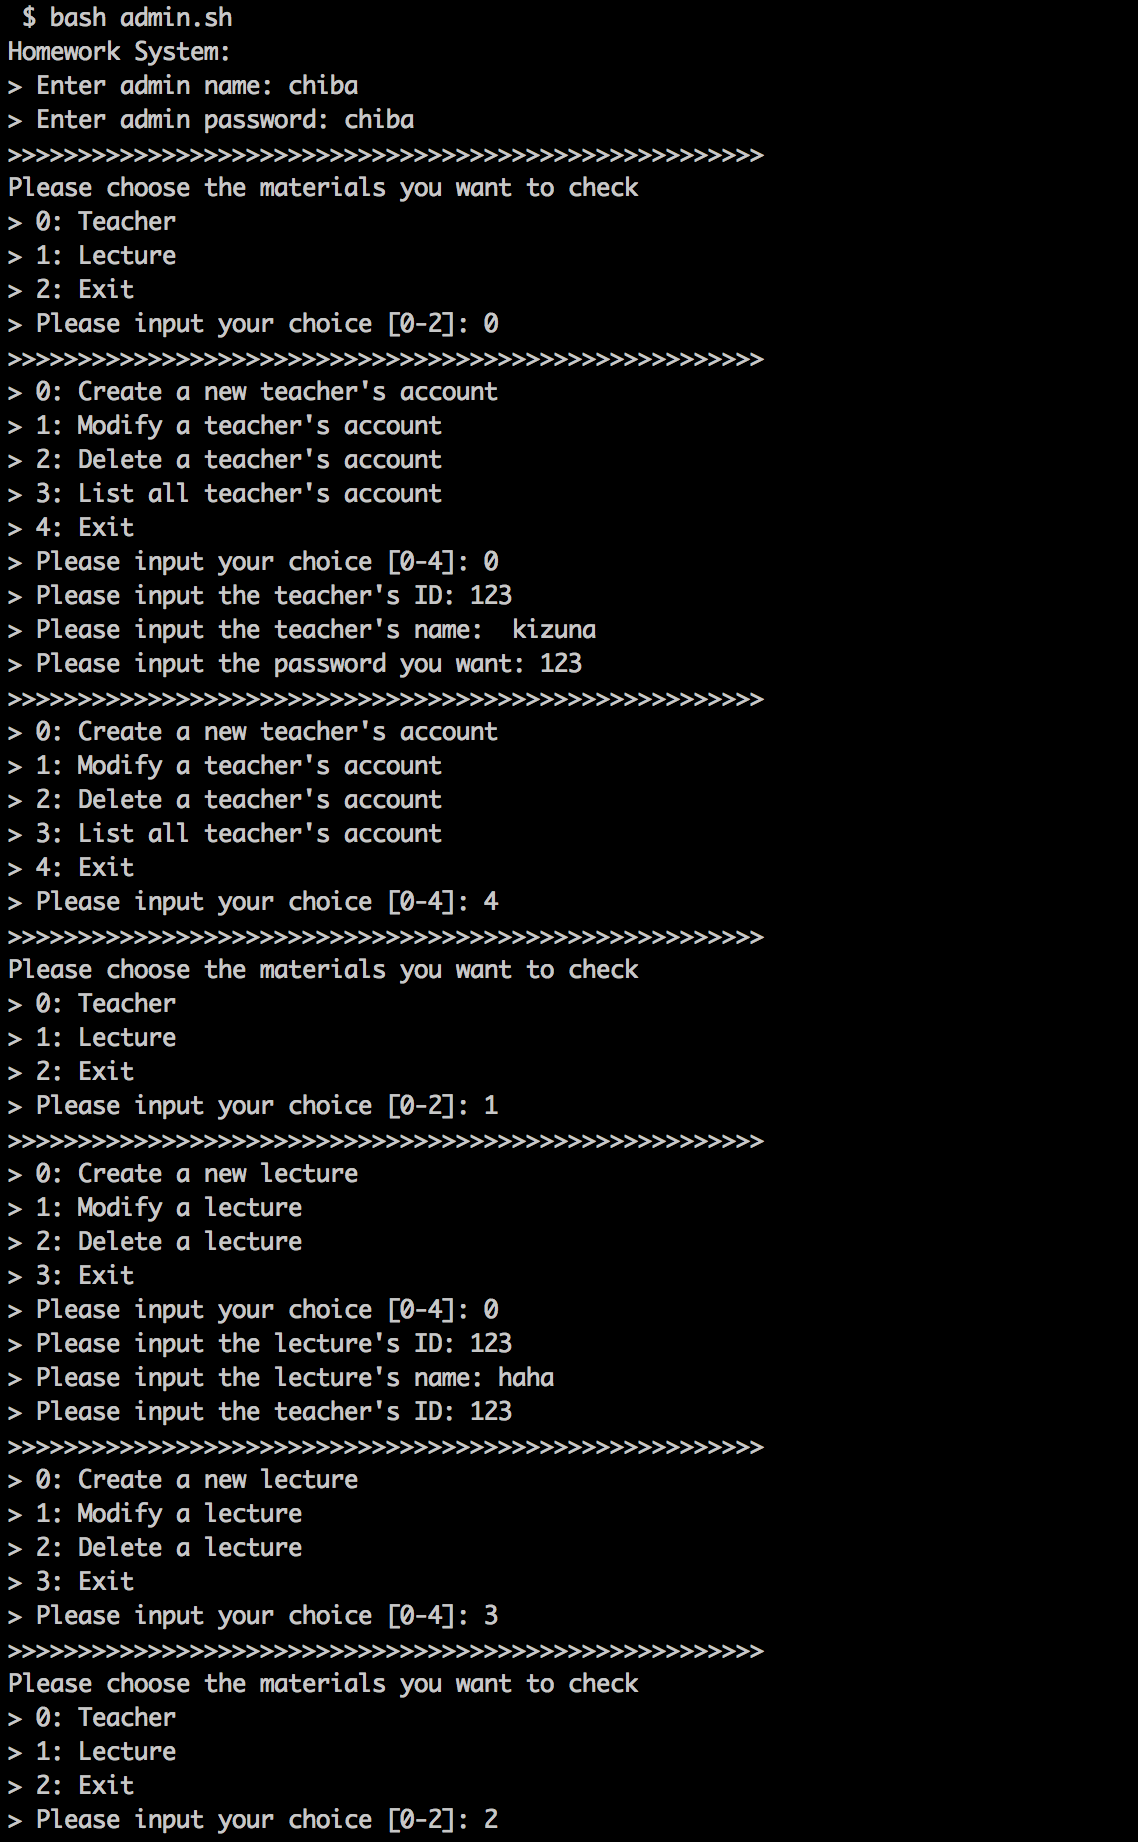 $ bash admin.sh
Homework System:
> Enter admin name: chiba
> Enter admin password: chiba
>>>>>>>>>>>>>>>>>>>>>>>>>>>>>>>>>>>>>>>>>>>>>>>>>>>>>>
Please choose the materials you want to check
> 0: Teacher
> 1: Lecture
> 2: Exit
> Please input your choice [0-2]: 0
>>>>>>>>>>>>>>>>>>>>>>>>>>>>>>>>>>>>>>>>>>>>>>>>>>>>>>
> 0: Create a new teacher's account
> 1: Modify a teacher's account
> 2: Delete a teacher's account
> 3: List all teacher's account
> 4: Exit
> Please input your choice [0-4]: 0
> Please input the teacher's ID: 123
> Please input the teacher's name:  kizuna
> Please input the password you want: 123
>>>>>>>>>>>>>>>>>>>>>>>>>>>>>>>>>>>>>>>>>>>>>>>>>>>>>>
> 0: Create a new teacher's account
> 1: Modify a teacher's account
> 2: Delete a teacher's account
> 3: List all teacher's account
> 4: Exit
> Please input your choice [0-4]: 4
>>>>>>>>>>>>>>>>>>>>>>>>>>>>>>>>>>>>>>>>>>>>>>>>>>>>>>
Please choose the materials you want to check
> 0: Teacher
> 1: Lecture
> 2: Exit
> Please input your choice [0-2]: 1
>>>>>>>>>>>>>>>>>>>>>>>>>>>>>>>>>>>>>>>>>>>>>>>>>>>>>>
> 0: Create a new lecture
> 1: Modify a lecture
> 2: Delete a lecture
> 3: Exit
> Please input your choice [0-4]: 0
> Please input the lecture's ID: 123
> Please input the lecture's name: haha
> Please input the teacher's ID: 123
>>>>>>>>>>>>>>>>>>>>>>>>>>>>>>>>>>>>>>>>>>>>>>>>>>>>>>
> 0: Create a new lecture
> 1: Modify a lecture
> 2: Delete a lecture
> 3: Exit
> Please input your choice [0-4]: 3
>>>>>>>>>>>>>>>>>>>>>>>>>>>>>>>>>>>>>>>>>>>>>>>>>>>>>>
Please choose the materials you want to check
> 0: Teacher
> 1: Lecture
> 2: Exit
> Please input your choice [0-2]: 2